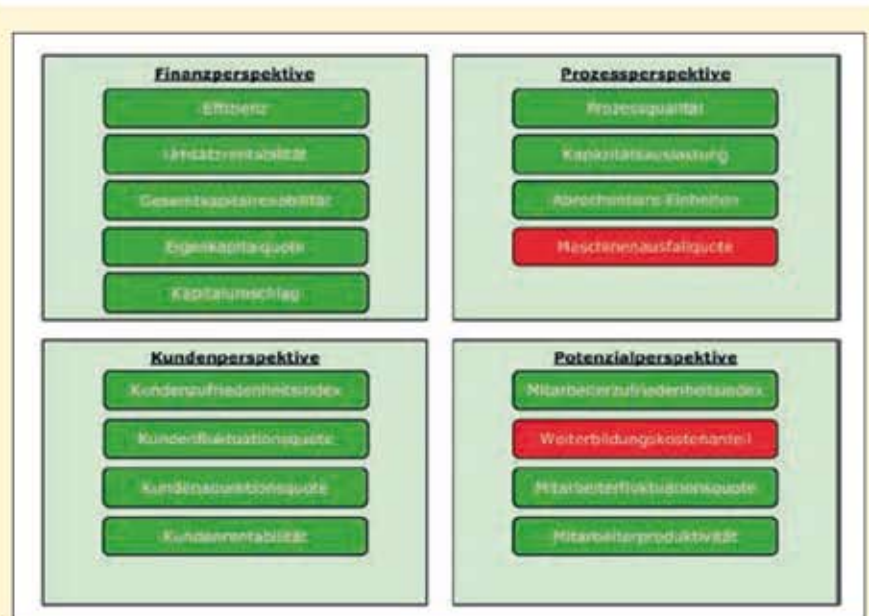 Finanzperspektive
Effizienz
Umsatzrentabilität
Gesamtkapitalrentabilität
Eigenkapitalquote
Kapitalumschlag
Prozessperspektive
Prozessqualität
Kapazitätsauslastung
Abrechenbare Einheiten
Maschinenausfallquote
Kundenperspektive
Kundenzufriedenheitsindex
Kundenfluktuationsquote
Kundenrentabilität
Potenzialperspektive
Mitarbeiterzufriedenheitsindex
Weiterbildungskostenanteil
Mitarbeiterfluktuationsquote
Mitarbeiterproduktivität